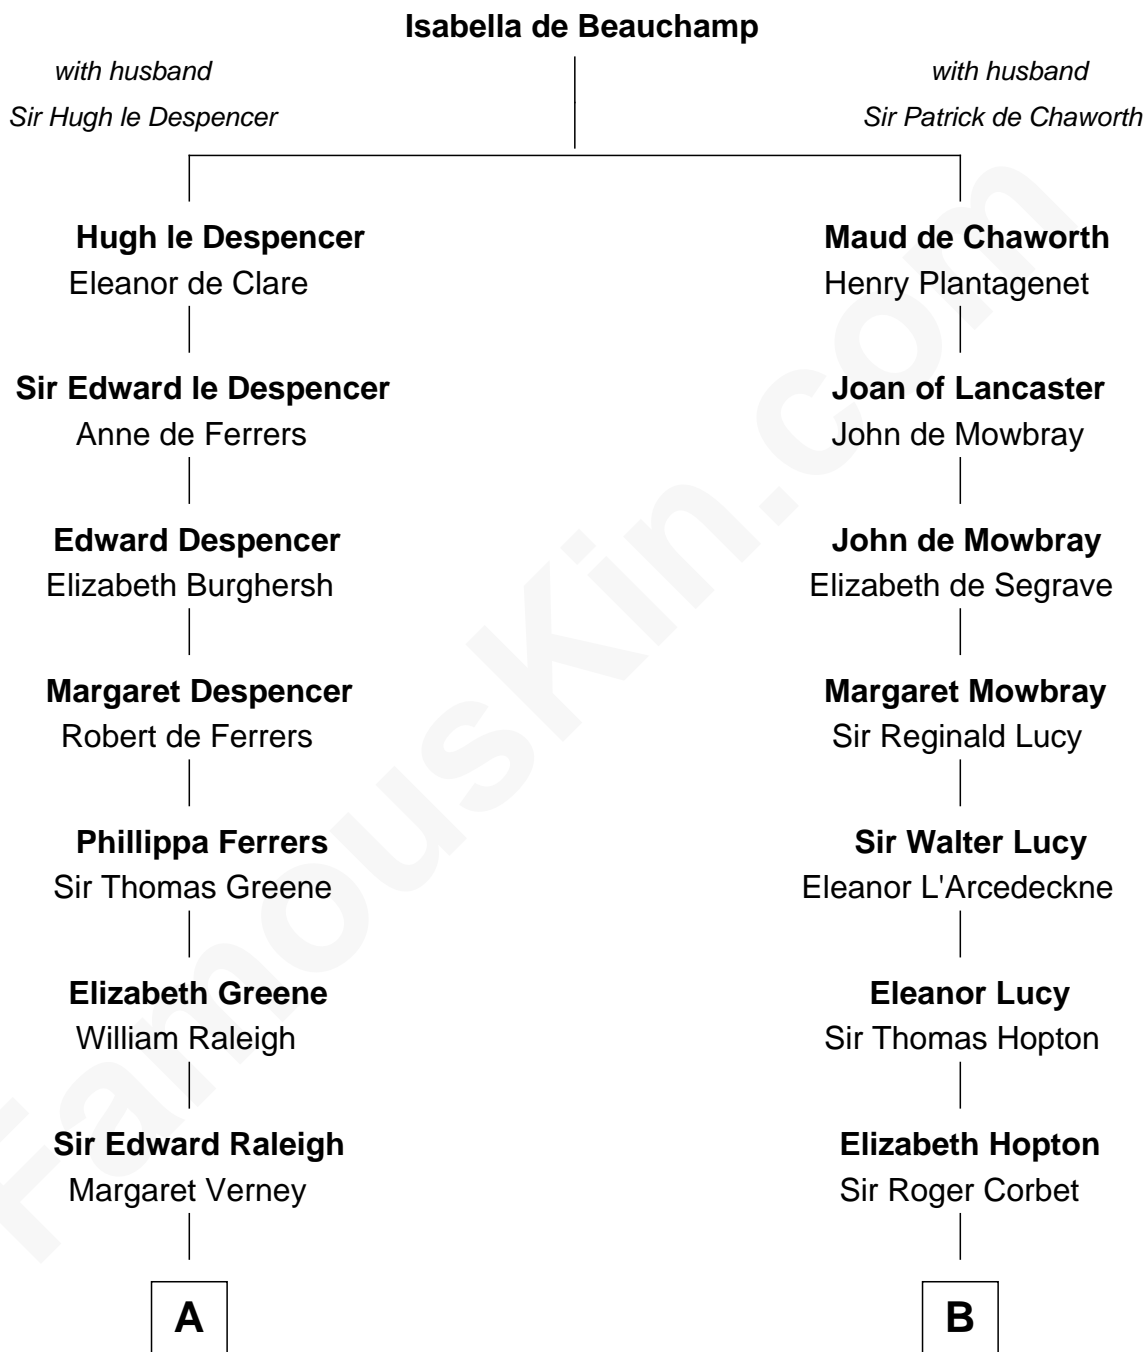 Isabella de Beauchamp
with husband
Sir Hugh le Despencer
with husband
Sir Patrick de Chaworth
Hugh le Despencer
Eleanor de Clare
Maud de Chaworth
Henry Plantagenet
Sir Edward le Despencer
Anne de Ferrers
Joan of Lancaster
John de Mowbray
Edward Despencer
Elizabeth Burghersh
John de Mowbray
Elizabeth de Segrave
Margaret Despencer
Robert de Ferrers
Margaret Mowbray
Sir Reginald Lucy
Phillippa Ferrers
Sir Thomas Greene
Sir Walter Lucy
Eleanor L'Arcedeckne
Elizabeth Greene
William Raleigh
Eleanor Lucy
Sir Thomas Hopton
Sir Edward Raleigh
Margaret Verney
Elizabeth Hopton
Sir Roger Corbet
A
B
FamousKin.com